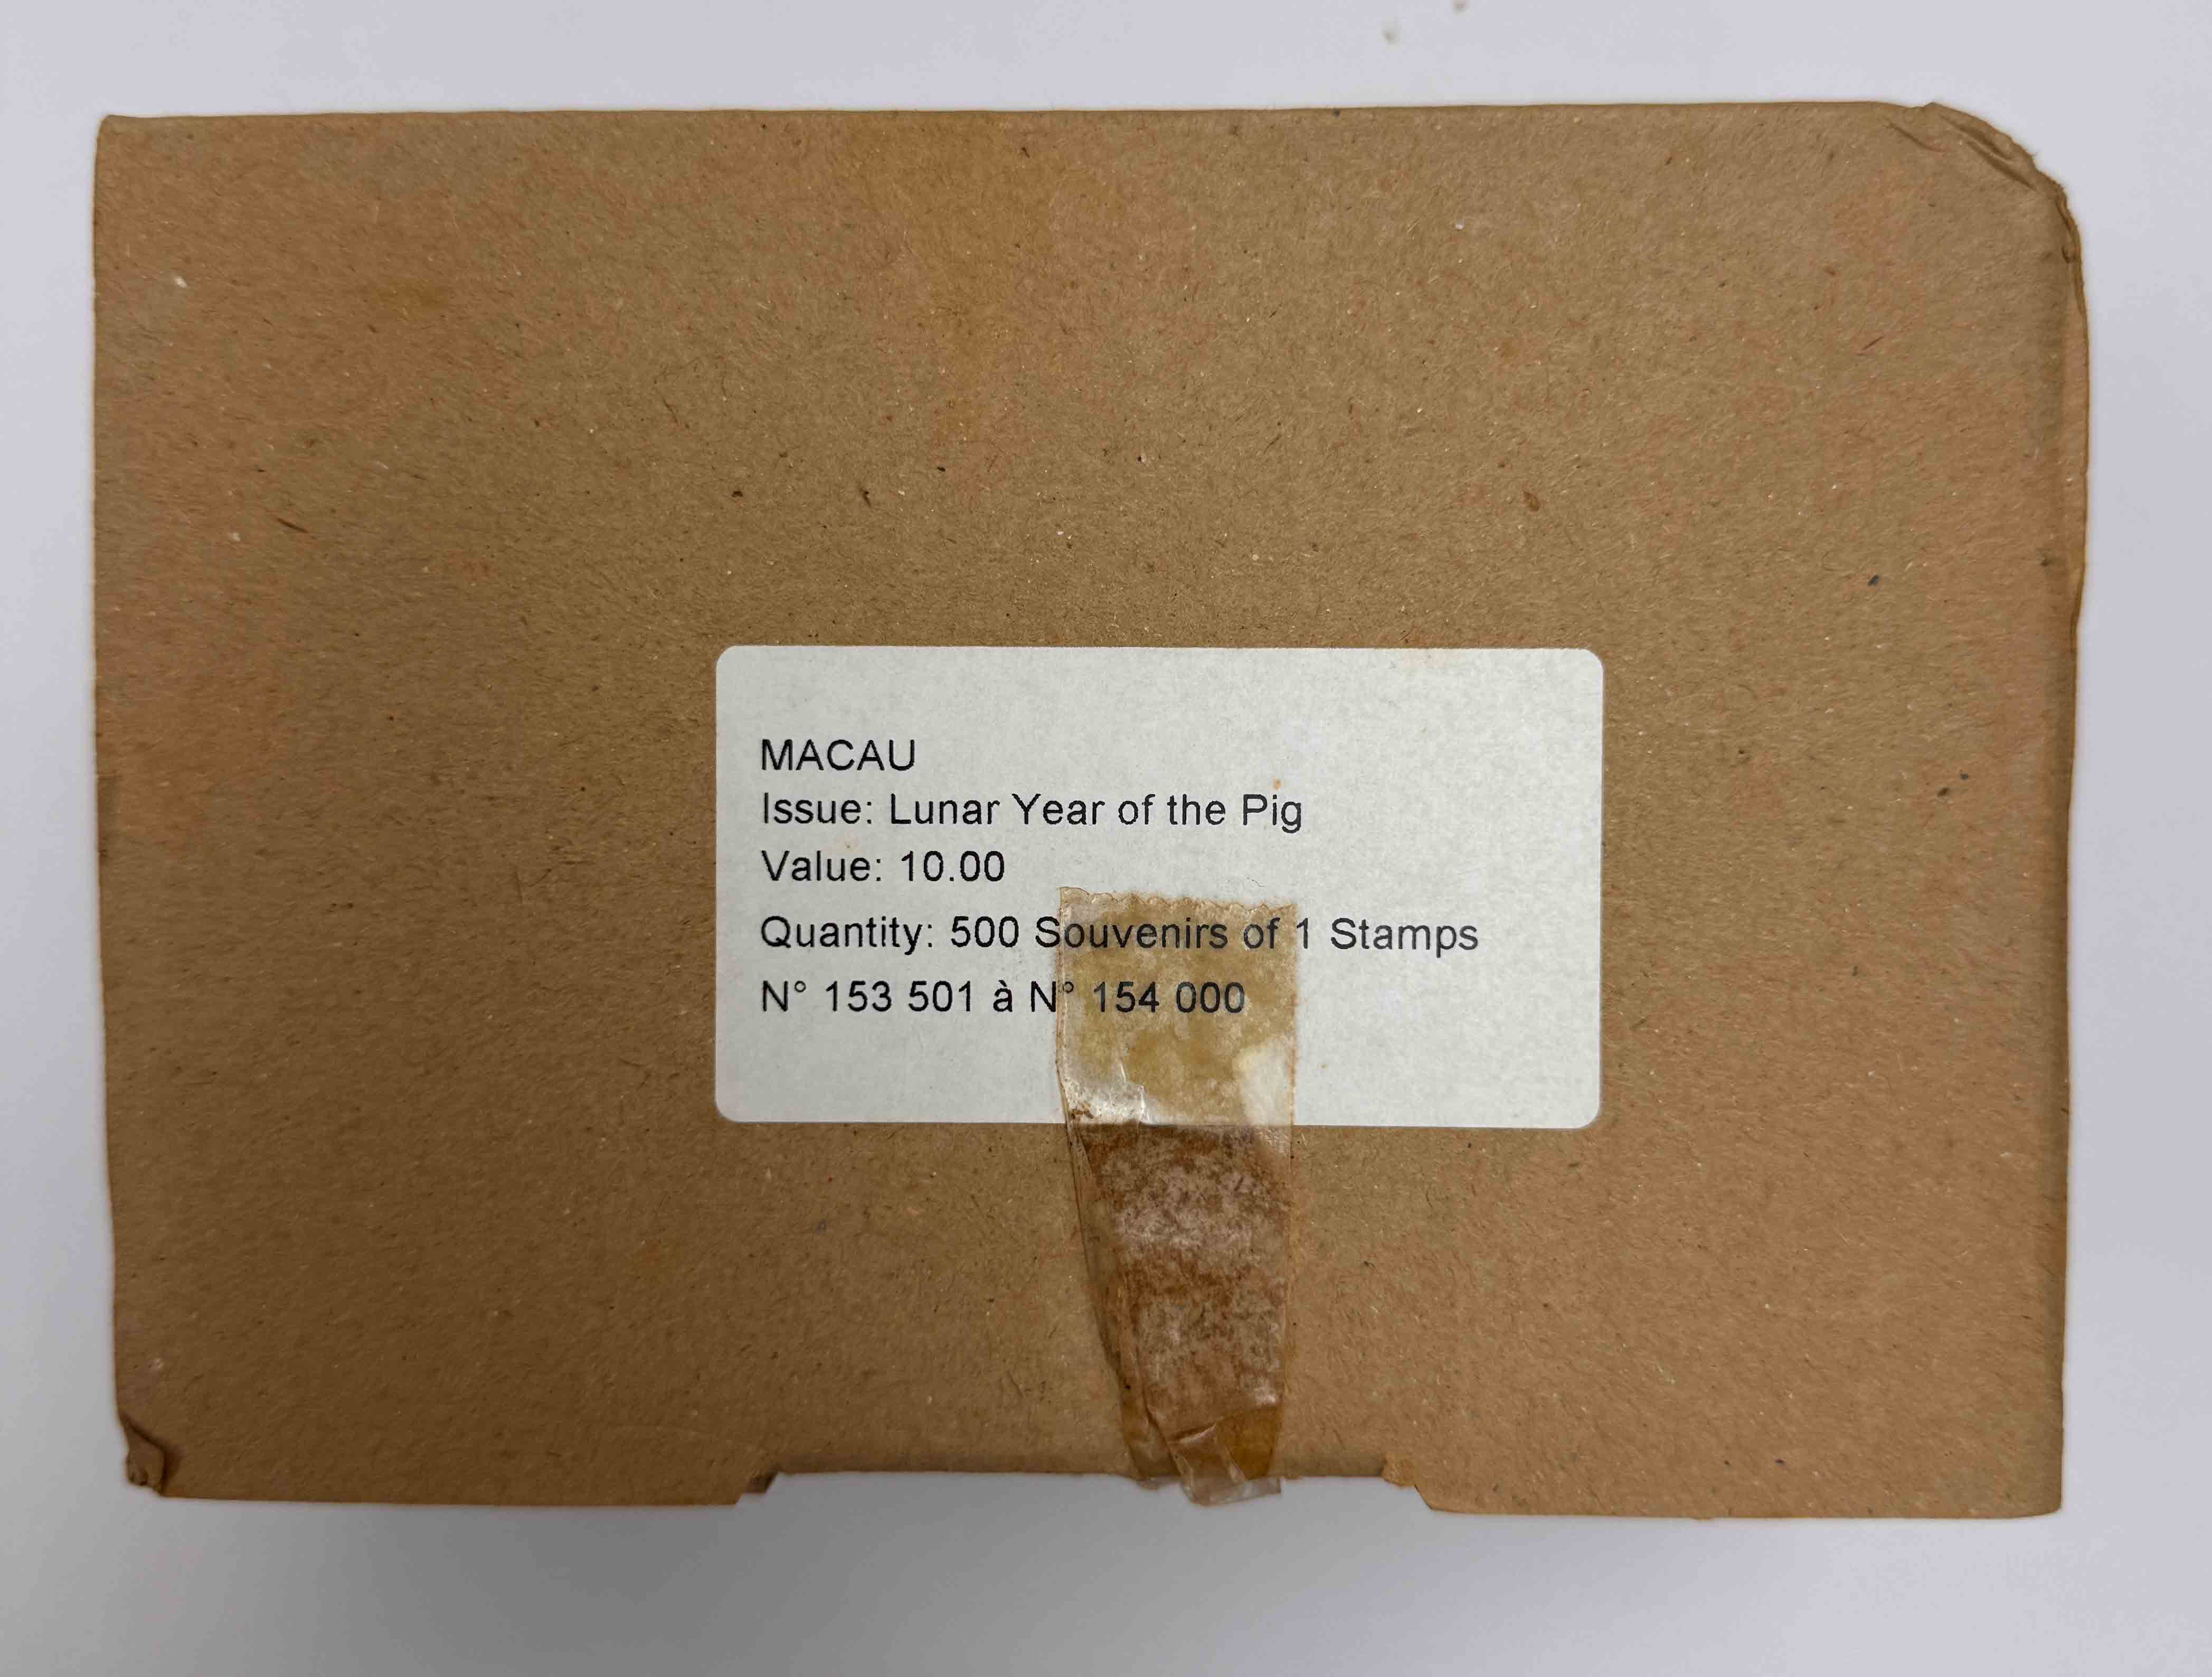 MACAU
Issue: Lunar Year of the Pig
Value: 10.00
Quantity: 500 Souvenirs of 1 Stamps
N° 153 501 à N° 154 000